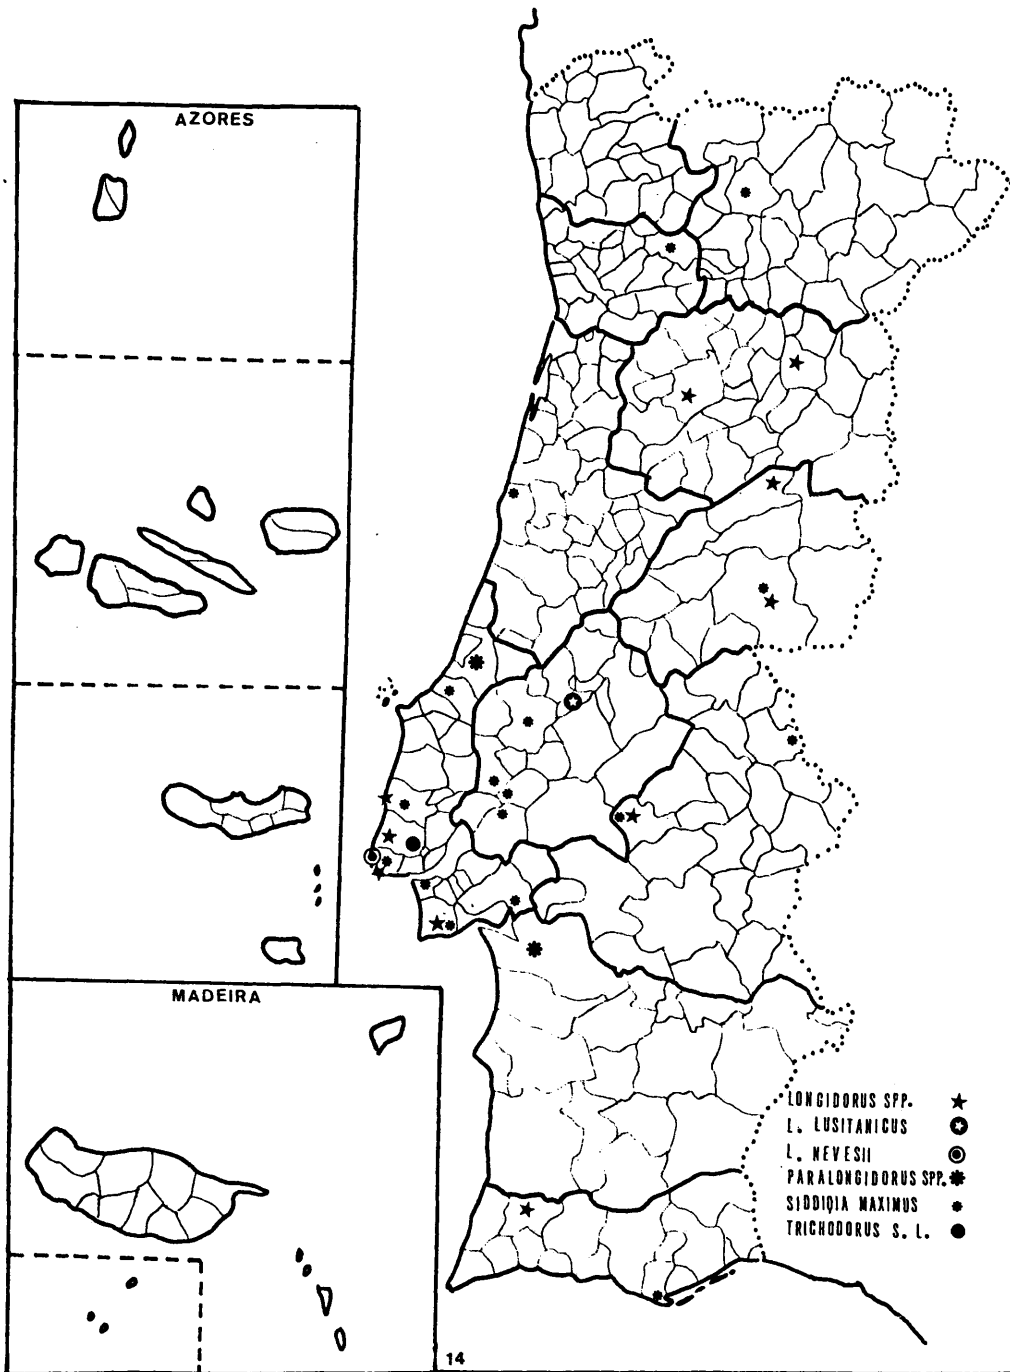 AZORES
MADEIRA
LONGIDORUS SPP.
L. LUSITANICUS
L. NEVESII
PARALONGIDORUS SPP.
SIDDIQIA MAXIMUS
TRICHODORUS S. L.
14